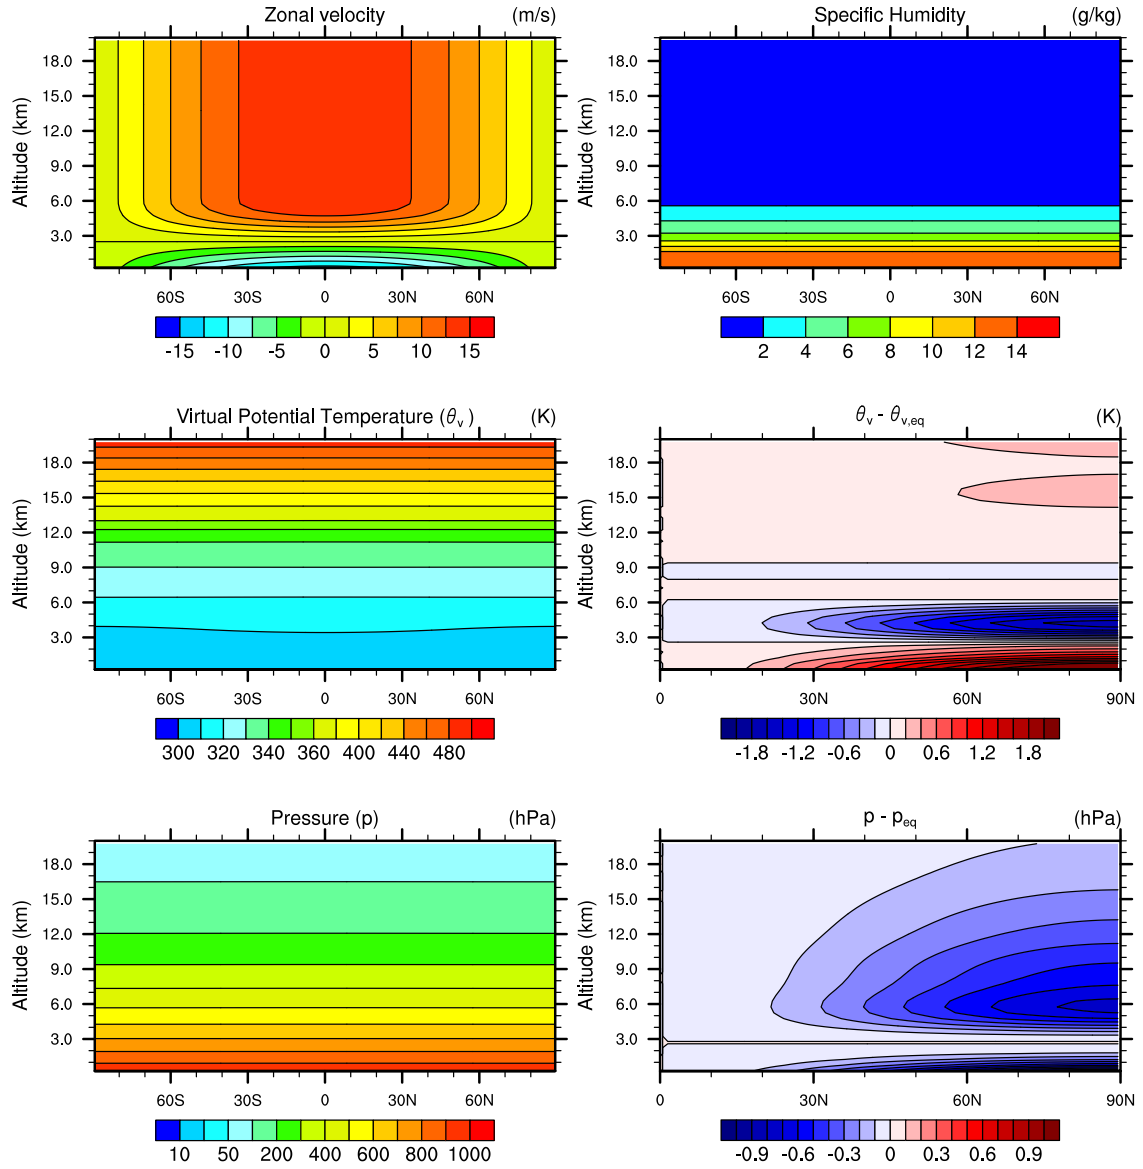 Zonal velocity (m/s)
Altitude (km)
18.0
15.0
12.0
9.0
6.0
3.0
60S 30S 0 30N 60N
-15 -10 -5 0 5 10 15
Specific Humidity (g/kg)
Altitude (km)
18.0
15.0
12.0
9.0
6.0
3.0
60S 30S 0 30N 60N
2 4 6 8 10 12 14
Virtual Potential Temperature (θv ) (K)
Altitude (km)
18.0
15.0
12.0
9.0
6.0
3.0
60S 30S 0 30N 60N
300 320 340 360 400 440 480
θv - θv,eq (K)
Altitude (km)
18.0
15.0
12.0
9.0
6.0
3.0
0 30N 60N 90N
-1.8 -1.2 -0.6 0 0.6 1.2 1.8
Pressure (p) (hPa)
Altitude (km)
18.0
15.0
12.0
9.0
6.0
3.0
60S 30S 0 30N 60N
10 50 200 400 600 800 1000
p - peq (hPa)
Altitude (km)
18.0
15.0
12.0
9.0
6.0
3.0
0 30N 60N 90N
-0.9 -0.6 -0.3 0 0.3 0.6 0.9